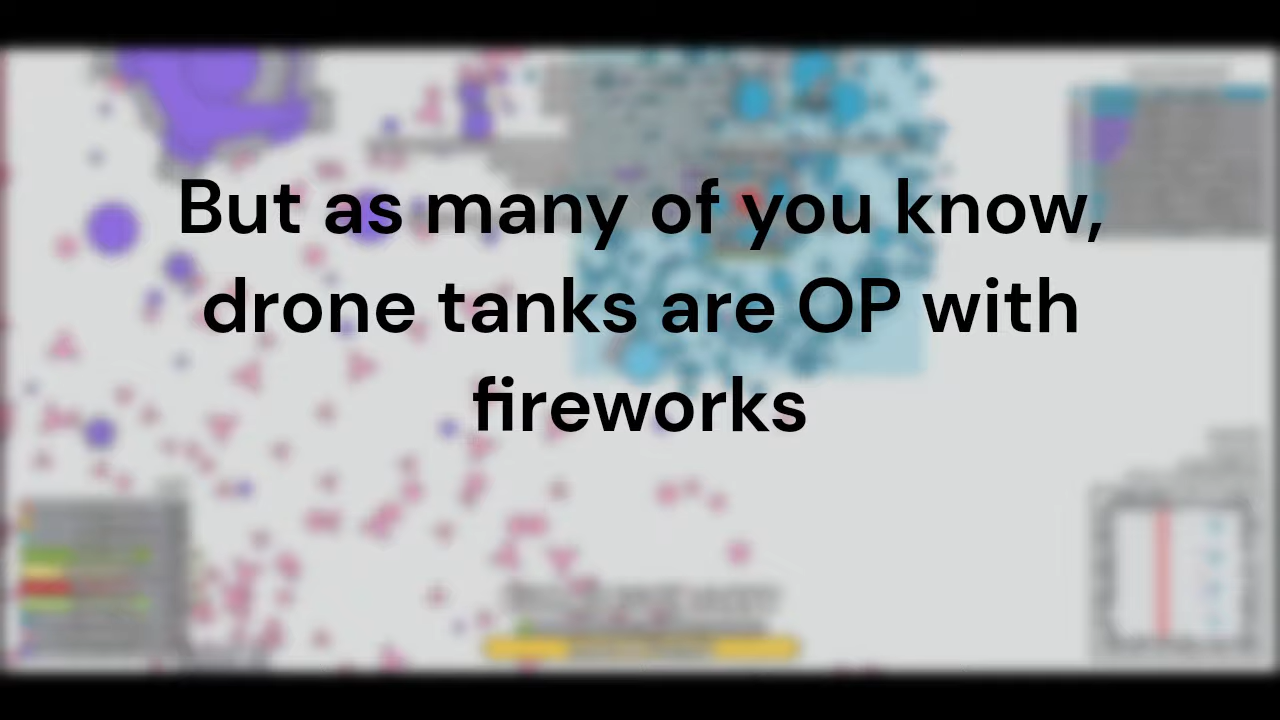 But as many of you know,
drone tanks are OP with
fireworks